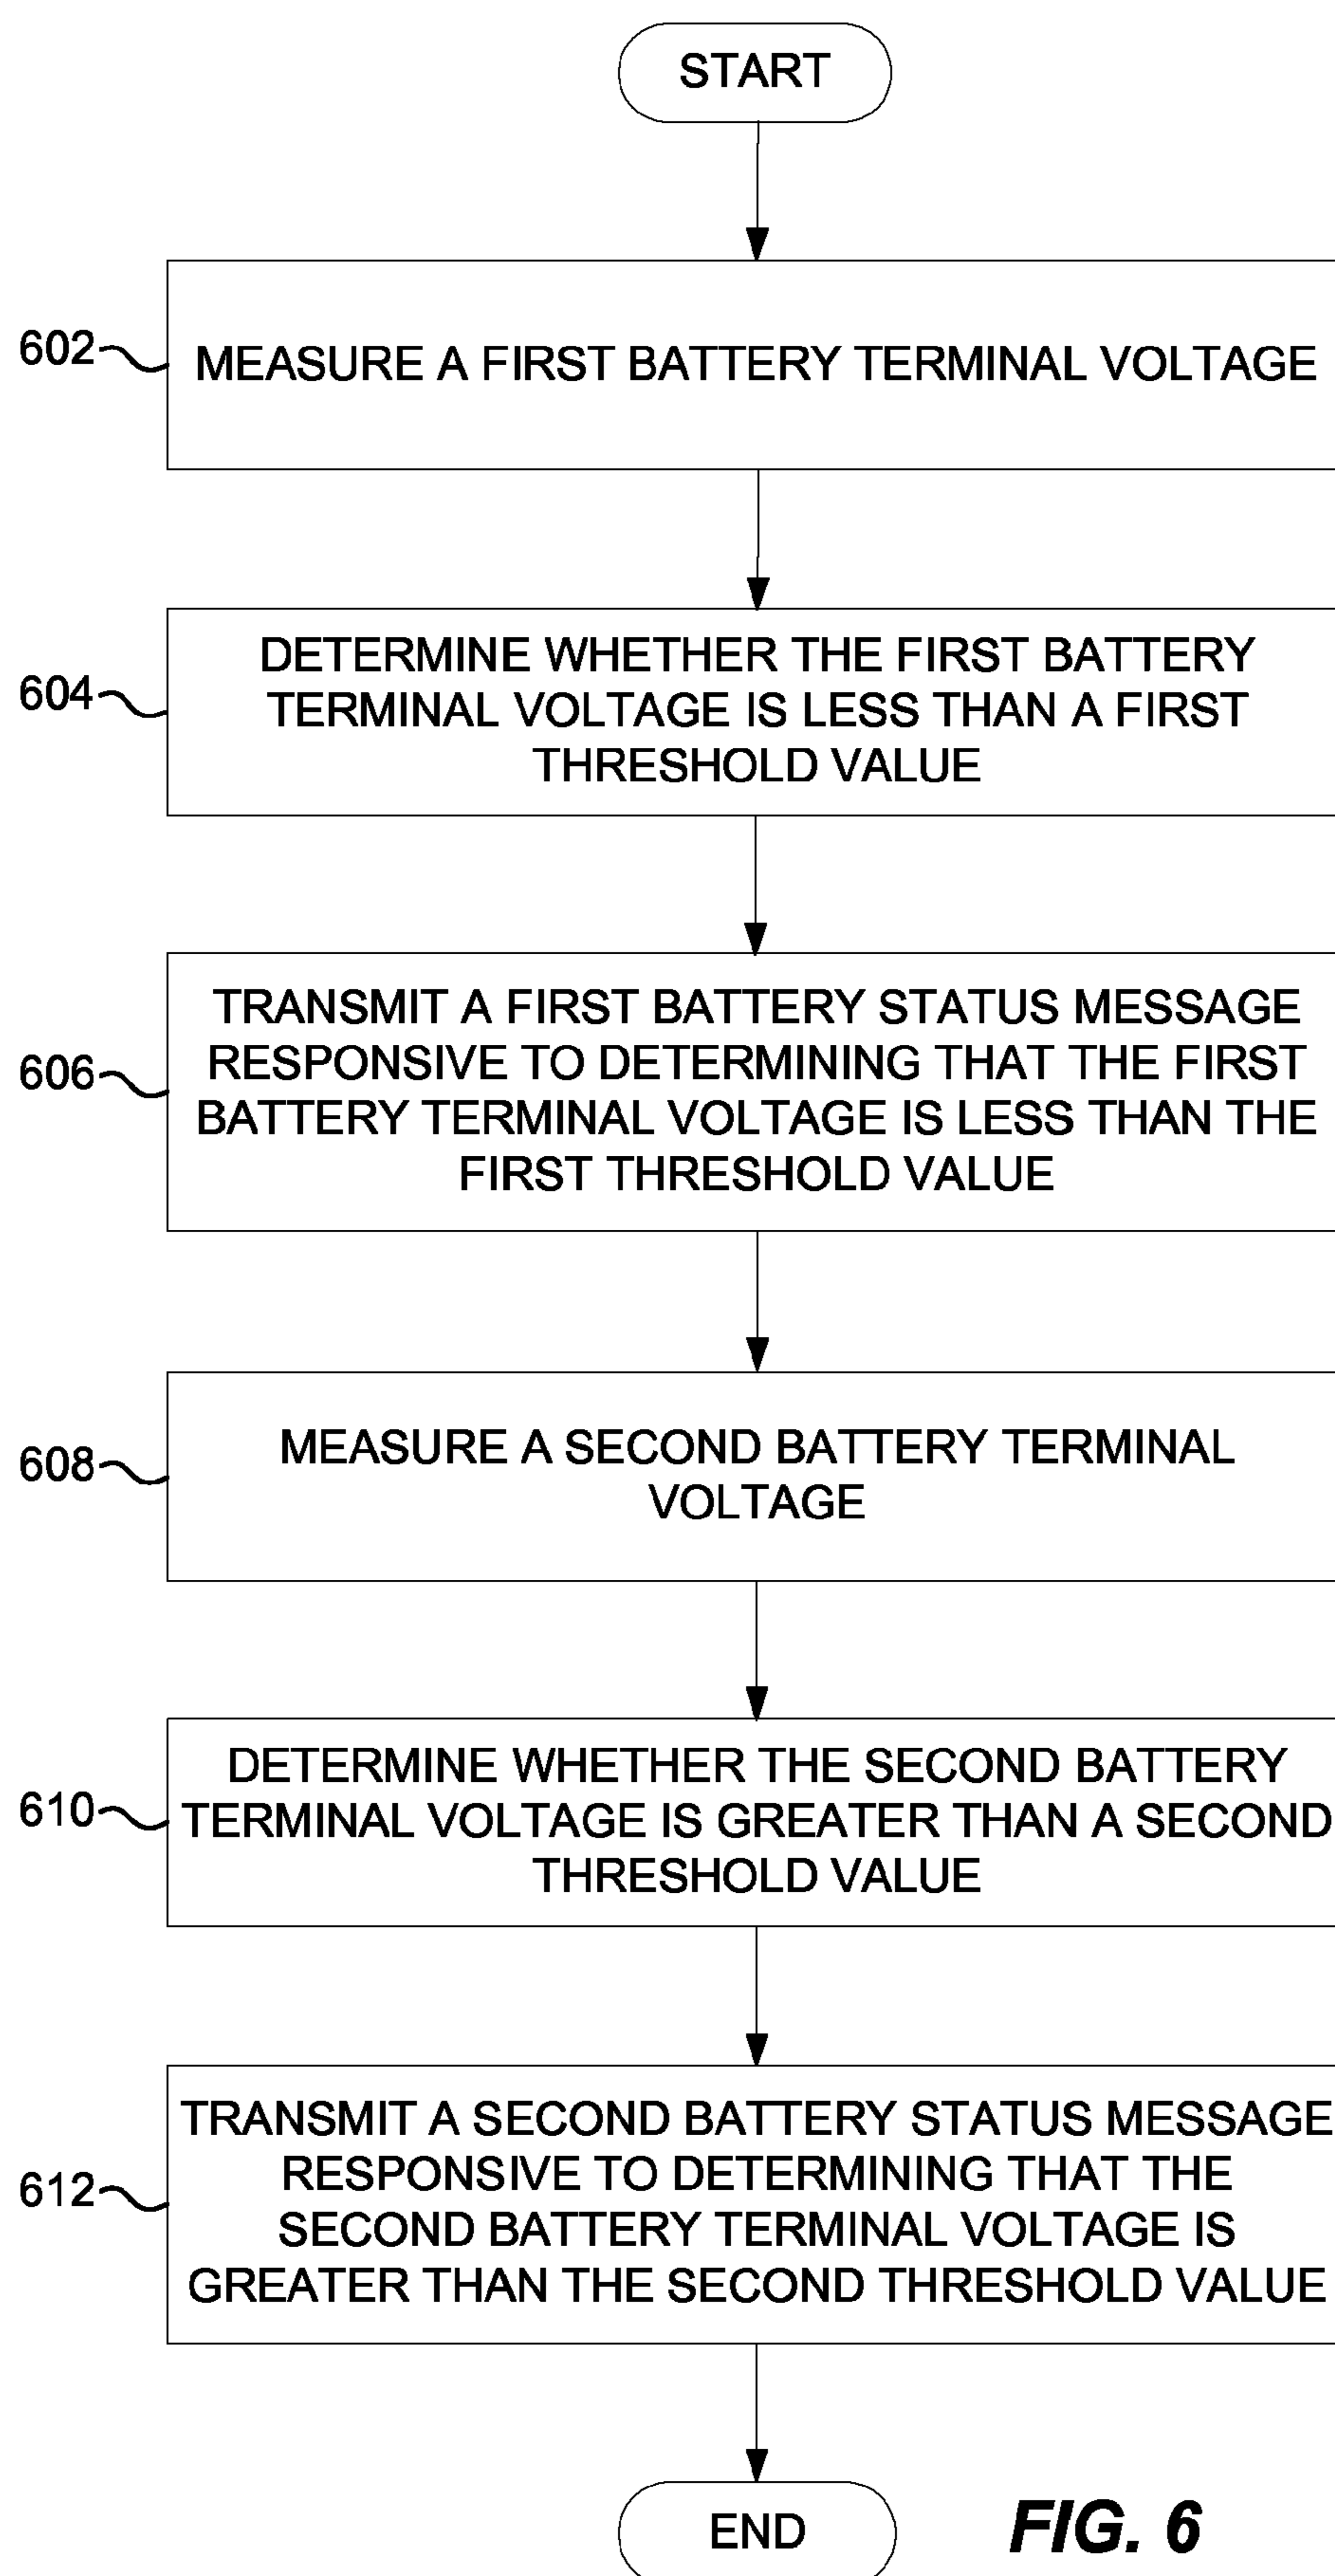 START
602
MEASURE A FIRST BATTERY TERMINAL VOLTAGE
604
DETERMINE WHETHER THE FIRST BATTERY
TERMINAL VOLTAGE IS LESS THAN A FIRST
THRESHOLD VALUE
606
TRANSMIT A FIRST BATTERY STATUS MESSAGE
RESPONSIVE TO DETERMINING THAT THE FIRST
BATTERY TERMINAL VOLTAGE IS LESS THAN THE
FIRST THRESHOLD VALUE
608
MEASURE A SECOND BATTERY TERMINAL
VOLTAGE
610
DETERMINE WHETHER THE SECOND BATTERY
TERMINAL VOLTAGE IS GREATER THAN A SECOND
THRESHOLD VALUE
612
TRANSMIT A SECOND BATTERY STATUS MESSAGE
RESPONSIVE TO DETERMINING THAT THE
SECOND BATTERY TERMINAL VOLTAGE IS
GREATER THAN THE SECOND THRESHOLD VALUE
END
FIG. 6